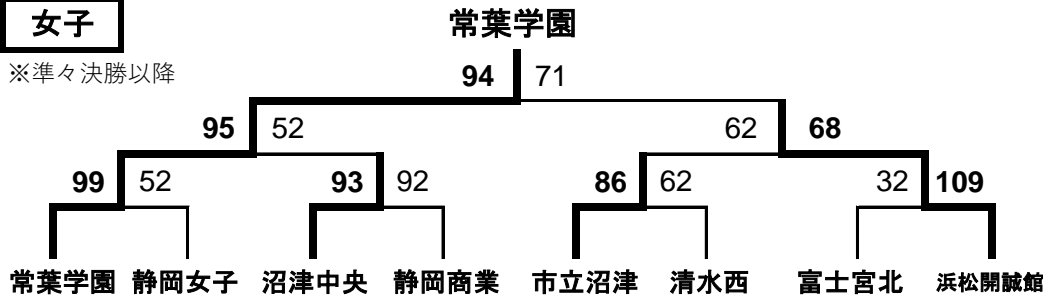 女子
常葉学園
※準々決勝以降
94 71
95 52 62 68
99 52 93 92 86 62 32 109
常葉学園 静岡女子 沼津中央 静岡商業 市立沼津 清水西 富士宮北 浜松開誠館